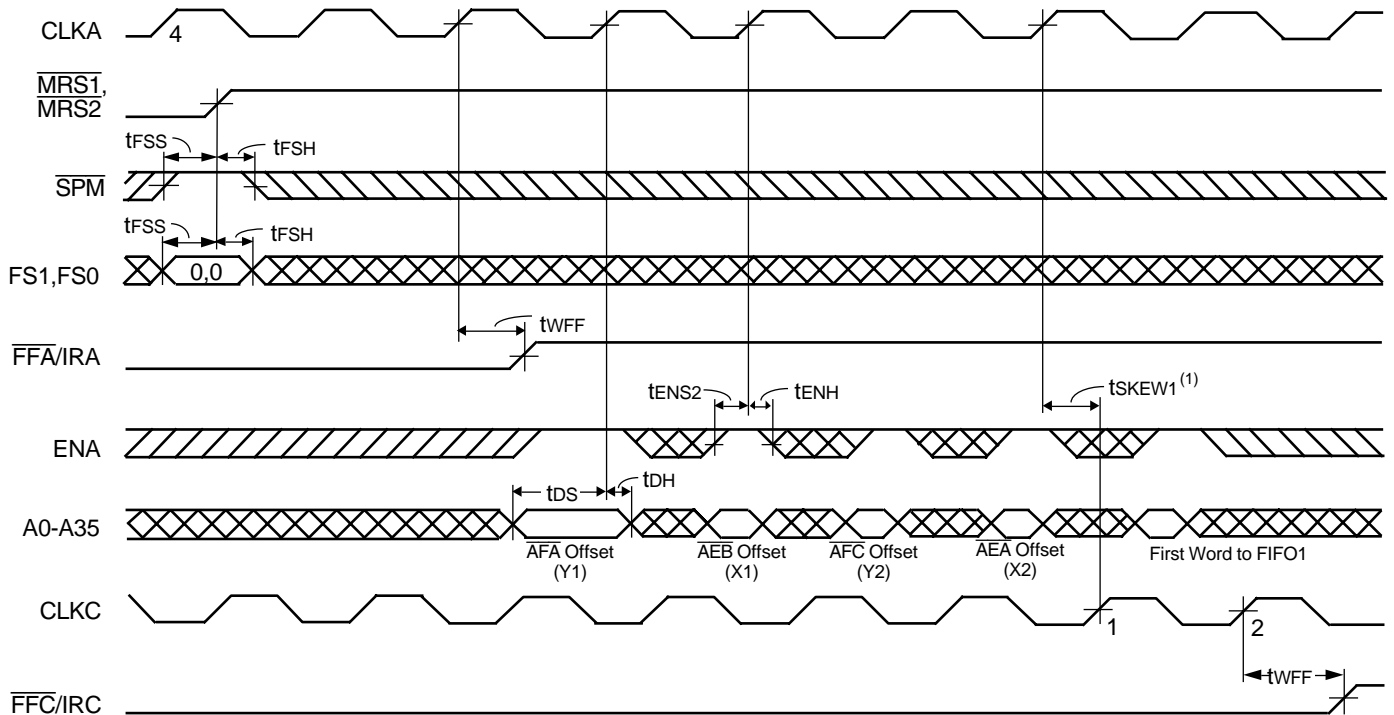 CLKA
4
MRS1,
MRS2
tFSS
tFSH
SPM
tFSS
tFSH
FS1,FS0
0,0
tWFF
FFA/IRA
tENS2
tENH
tSKEW1(1)
ENA
tDS
tDH
A0-A35
AFA Offset
(Y1)
AEB Offset
(X1)
AFC Offset
(Y2)
AEA Offset
(X2)
First Word to FIFO1
CLKC
1
2
tWFF
FFC/IRC